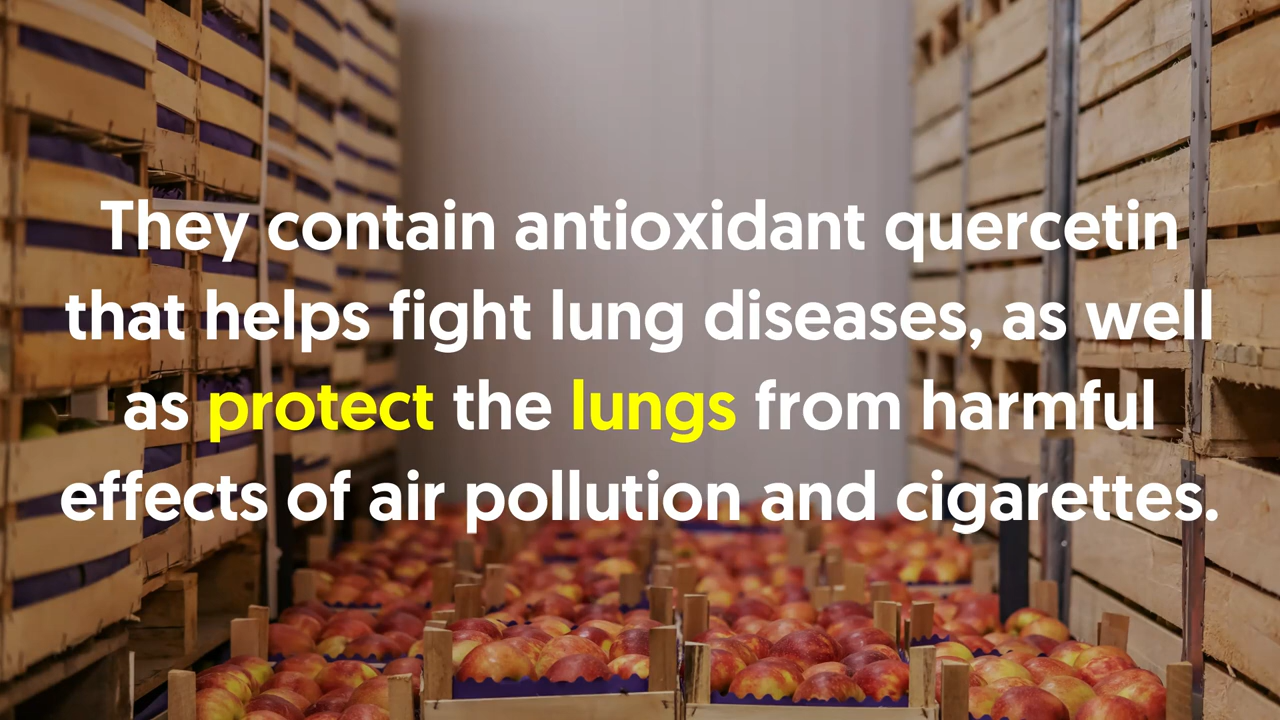 They contain antioxidant quercetin
that helps fight lung diseases, as well
as protect the lungs from harmful
effects of air pollution and cigarettes.